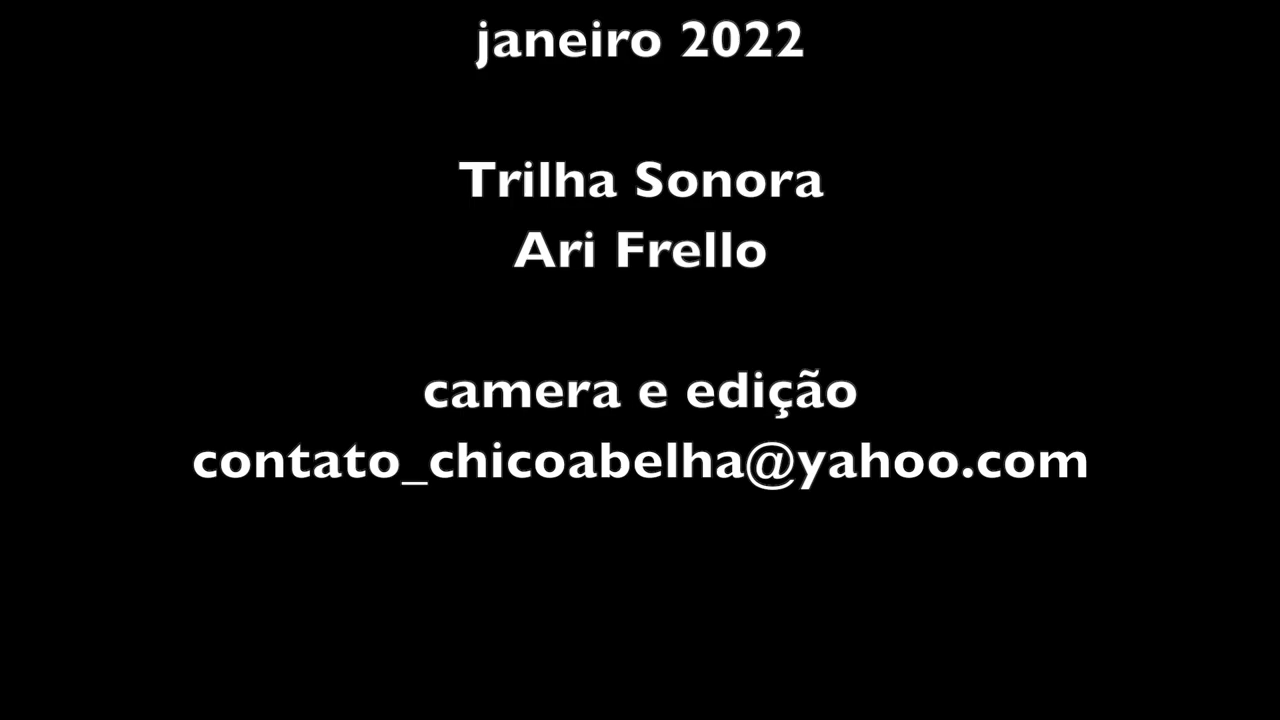 janeiro 2022
Trilha Sonora
Ari Frello
camera e edição
contato_chicoabelha@yahoo.com